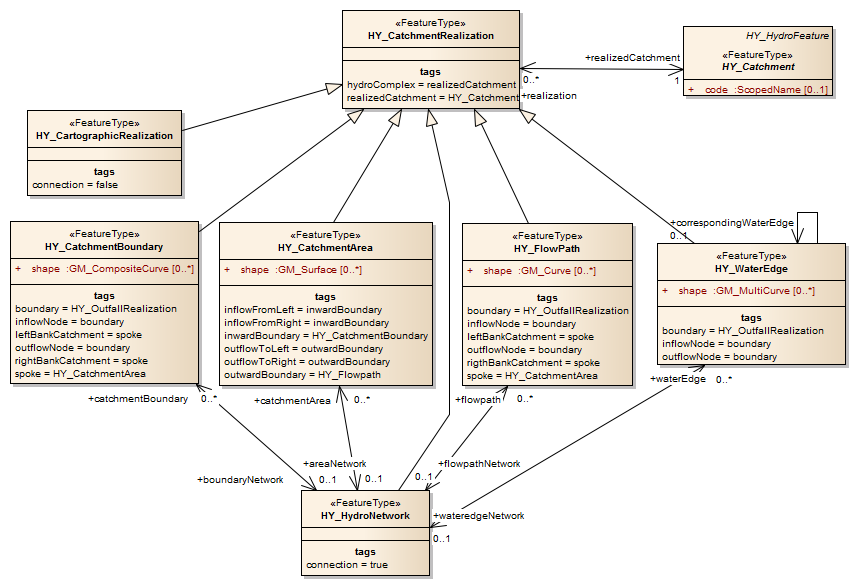 «FeatureType»
HY_CatchmentRealization
tags
hydroComplex = realizedCatchment
realizedCatchment = HY_Catchment
+realizedCatchment
0..*
1
+realization
HY_HydroFeature
«FeatureType»
HY_Catchment
+ code :ScopedName [0..1]
«FeatureType»
HY_CartographicRealization
tags
connection = false
«FeatureType»
HY_CatchmentBoundary
+ shape :GM_CompositeCurve [0..*]
tags
boundary = HY_OutfallRealization
inflowNode = boundary
leftBankCatchment = spoke
outflowNode = boundary
rightBankCatchment = spoke
spoke = HY_CatchmentArea
«FeatureType»
HY_CatchmentArea
+ shape :GM_Surface [0..*]
tags
inflowFromLeft = inwardBoundary
inflowFromRight = inwardBoundary
inwardBoundary = HY_CatchmentBoundary
outflowToLeft = outwardBoundary
outflowToRight = outwardBoundary
outwardBoundary = HY_Flowpath
«FeatureType»
HY_FlowPath
+ shape :GM_Curve [0..*]
tags
boundary = HY_OutfallRealization
inflowNode = boundary
leftBankCatchment = spoke
outflowNode = boundary
rigthBankCatchment = spoke
spoke = HY_CatchmentArea
+correspondingWaterEdge
0..1
«FeatureType»
HY_WaterEdge
+ shape :GM_MultiCurve [0..*]
tags
boundary = HY_OutfallRealization
inflowNode = boundary
outflowNode = boundary
+catchmentBoundary
0..*
+catchmentArea
0..*
+flowpath
0..*
+waterEdge
0..*
+boundaryNetwork
0..1
+areaNetwork
0..1
+flowpathNetwork
0..1
+wateredgeNetwork
0..1
«FeatureType»
HY_HydroNetwork
tags
connection = true